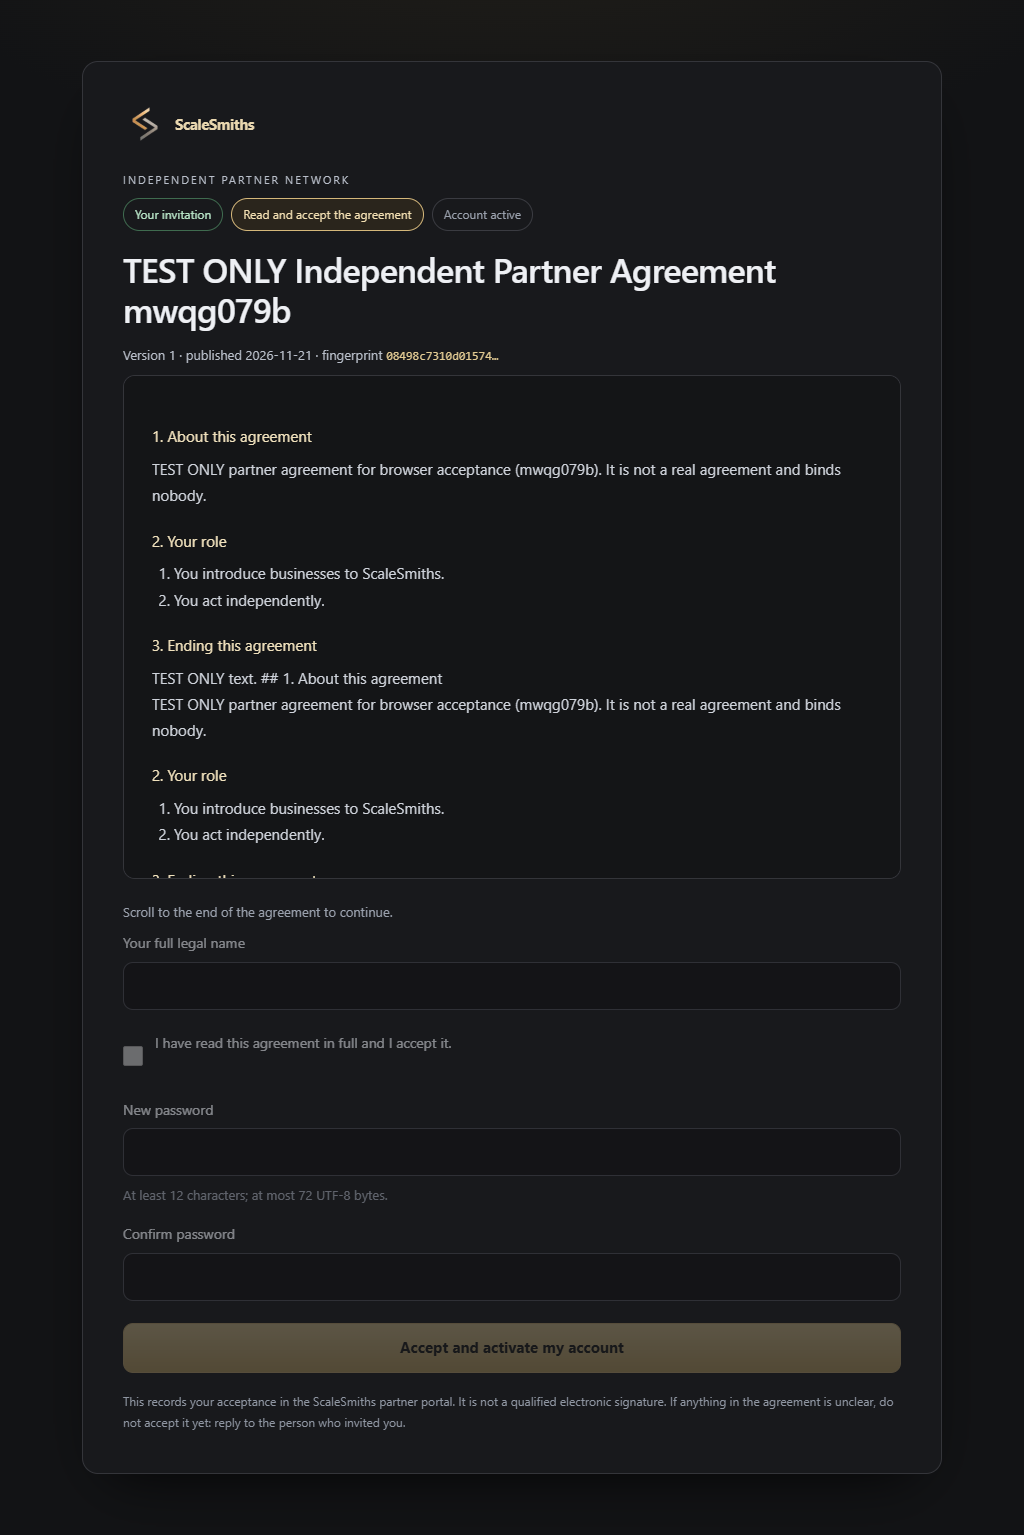 ScaleSmiths
INDEPENDENT PARTNER NETWORK
Your invitation
Read and accept the agreement
Account active
TEST ONLY Independent Partner Agreement
mwqg079b
Version 1 · published 2026-11-21 · fingerprint 08498c7310d01574…
1. About this agreement
TEST ONLY partner agreement for browser acceptance (mwqg079b). It is not a real agreement and binds
nobody.
2. Your role
1. You introduce businesses to ScaleSmiths.
2. You act independently.
3. Ending this agreement
TEST ONLY text. ## 1. About this agreement
TEST ONLY partner agreement for browser acceptance (mwqg079b). It is not a real agreement and binds
nobody.
2. Your role
1. You introduce businesses to ScaleSmiths.
2. You act independently.
Scroll to the end of the agreement to continue.
Your full legal name
I have read this agreement in full and I accept it.
New password
At least 12 characters; at most 72 UTF-8 bytes.
Confirm password
Accept and activate my account
This records your acceptance in the ScaleSmiths partner portal. It is not a qualified electronic signature. If anything in the agreement is unclear, do
not accept it yet: reply to the person who invited you.